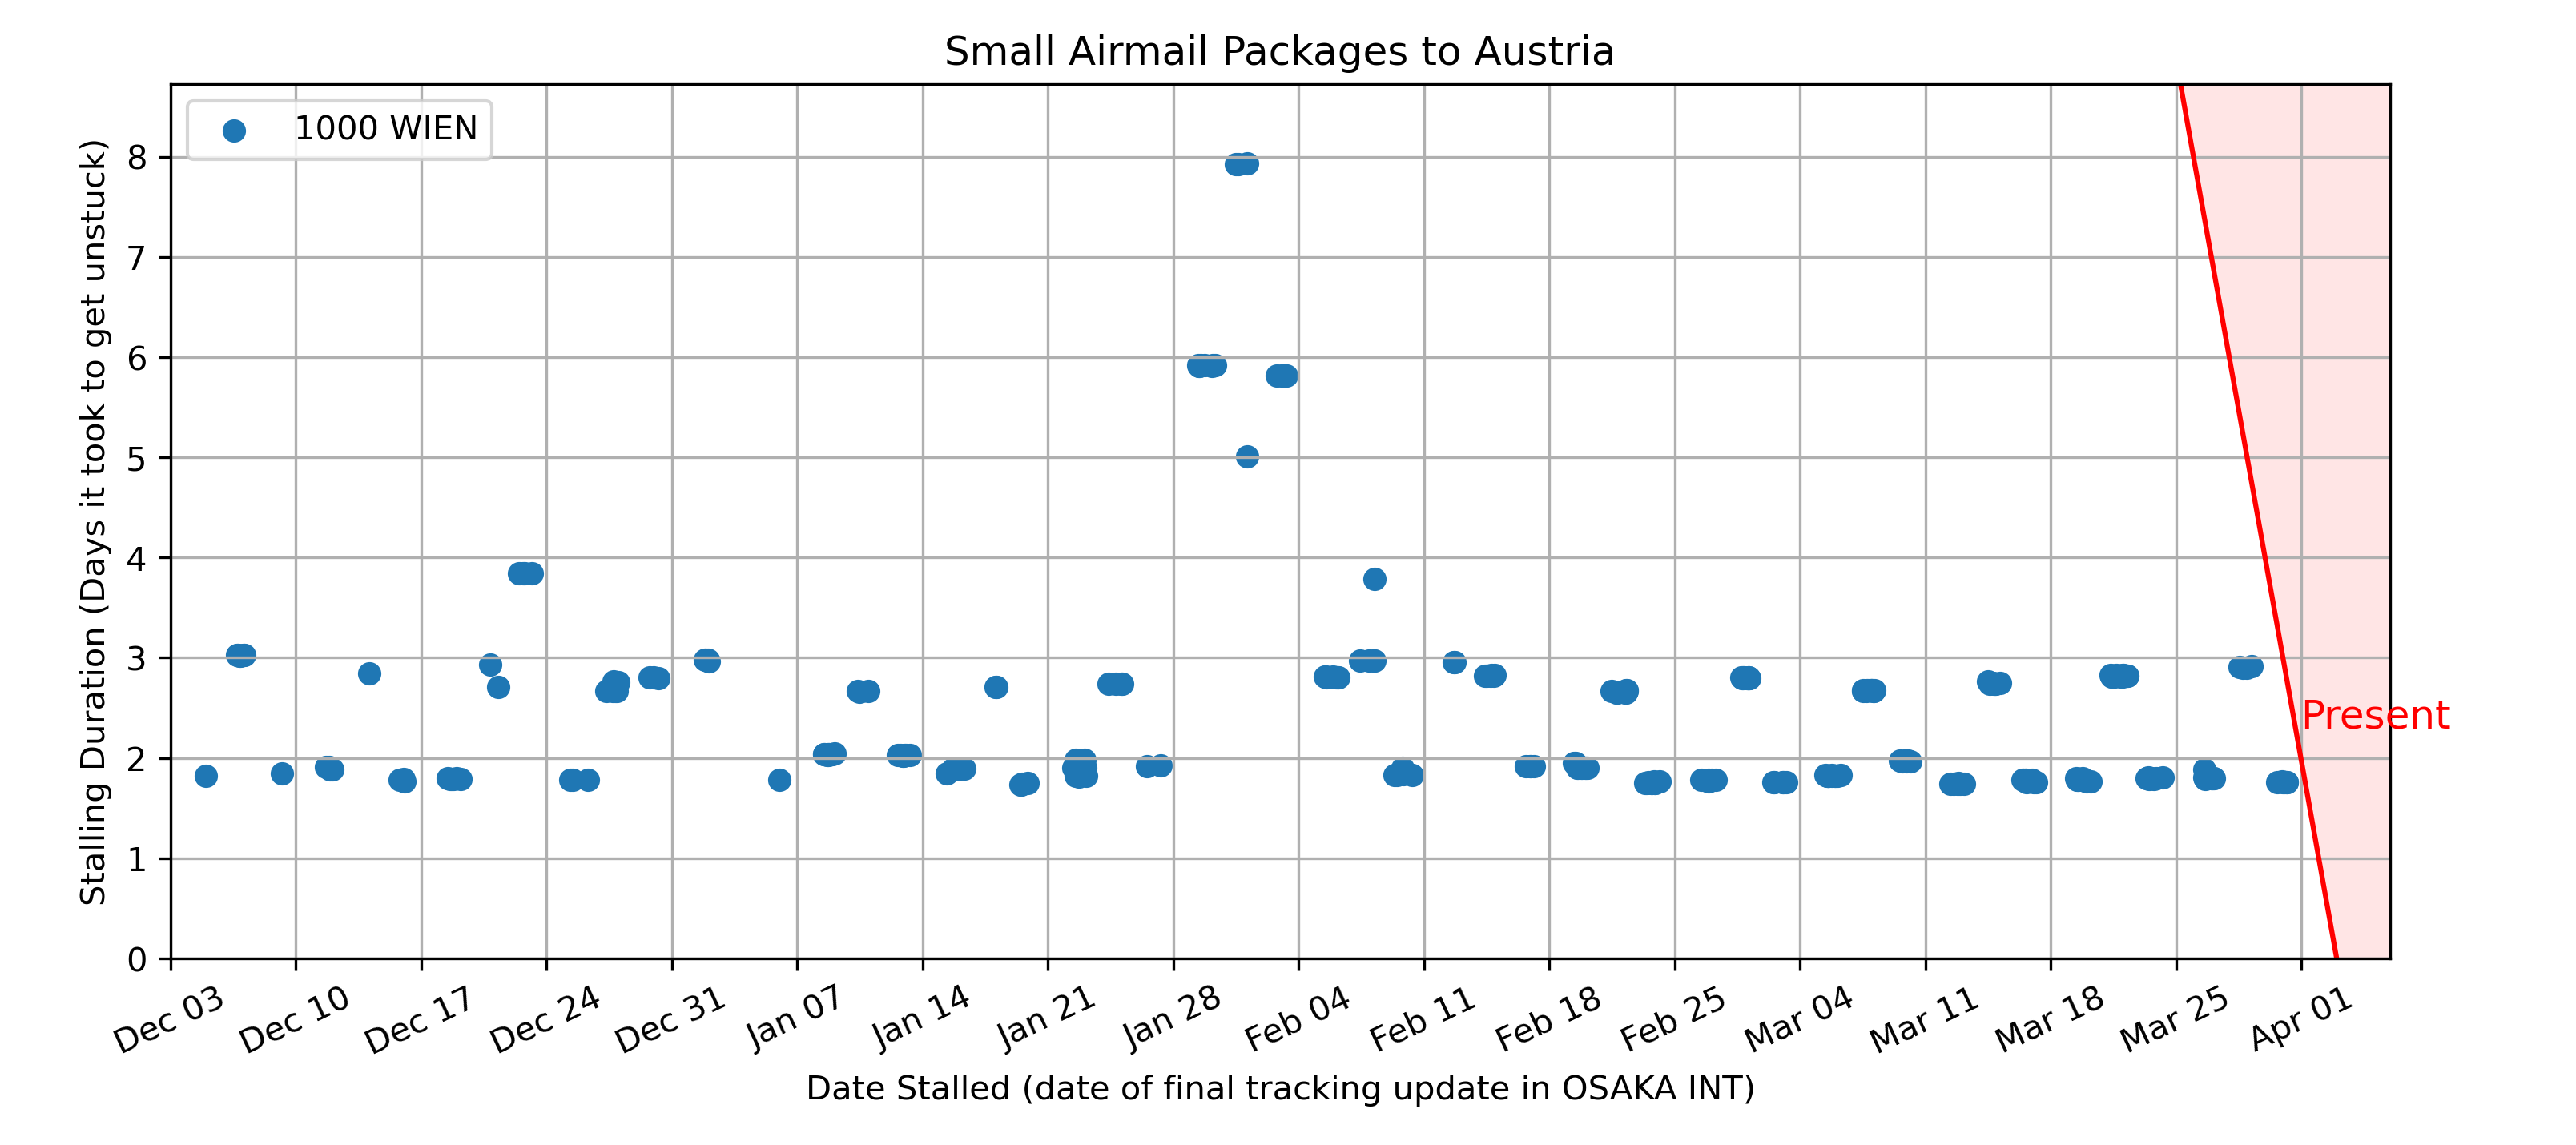 Small Airmail Packages to Austria
1000 WIEN
Stalling Duration (Days it took to get unstuck)
8
7
6
5
4
3
2
1
0
Present
Dec 03
Dec 10
Dec 17
Dec 24
Dec 31
Jan 07
Jan 14
Jan 21
Jan 28
Feb 04
Feb 11
Feb 18
Feb 25
Mar 04
Mar 11
Mar 18
Mar 25
Apr 01
Date Stalled (date of final tracking update in OSAKA INT)